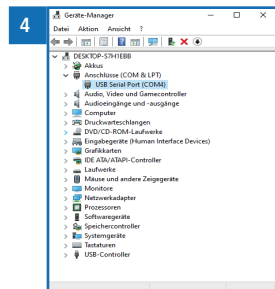 4
Geräte-Manager
Datei Aktion Ansicht ?
DESKTOP-S7H1EBB
Akkus
Anschlüsse (COM & LPT)
USB Serial Port (COM4)
Audio, Video und Gamecontroller
Audioeingänge und -ausgänge
Computer
Druckwarteschlangen
DVD/CD-ROM-Laufwerke
Eingabegeräte (Human Interface Devices)
Grafikkarten
IDE ATA/ATAPI-Controller
Laufwerke
Mäuse und andere Zeigegeräte
Monitore
Netzwerkadapter
Prozessoren
Softwaregeräte
Speichercontroller
Systemgeräte
Tastaturen
USB-Controller